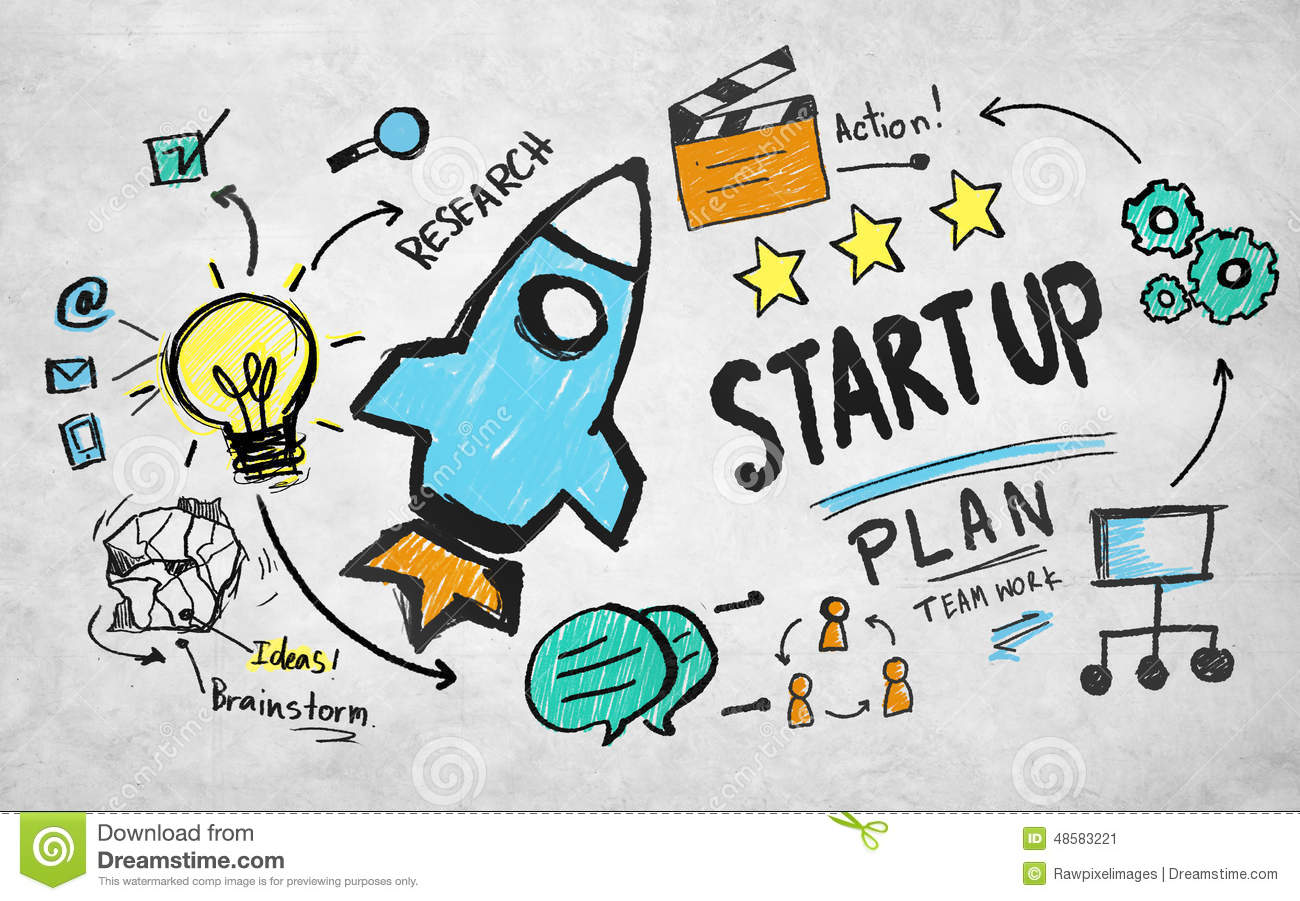 RESEARCH
Action!
START UP
PLAN
TEAM WORK
Ideas!
Brainstorm.
@
dreamstime
Download from
Dreamstime.com
This watermarked comp image is for previewing purposes only.
ID 48583221
© Rawpixelimages | Dreamstime.com